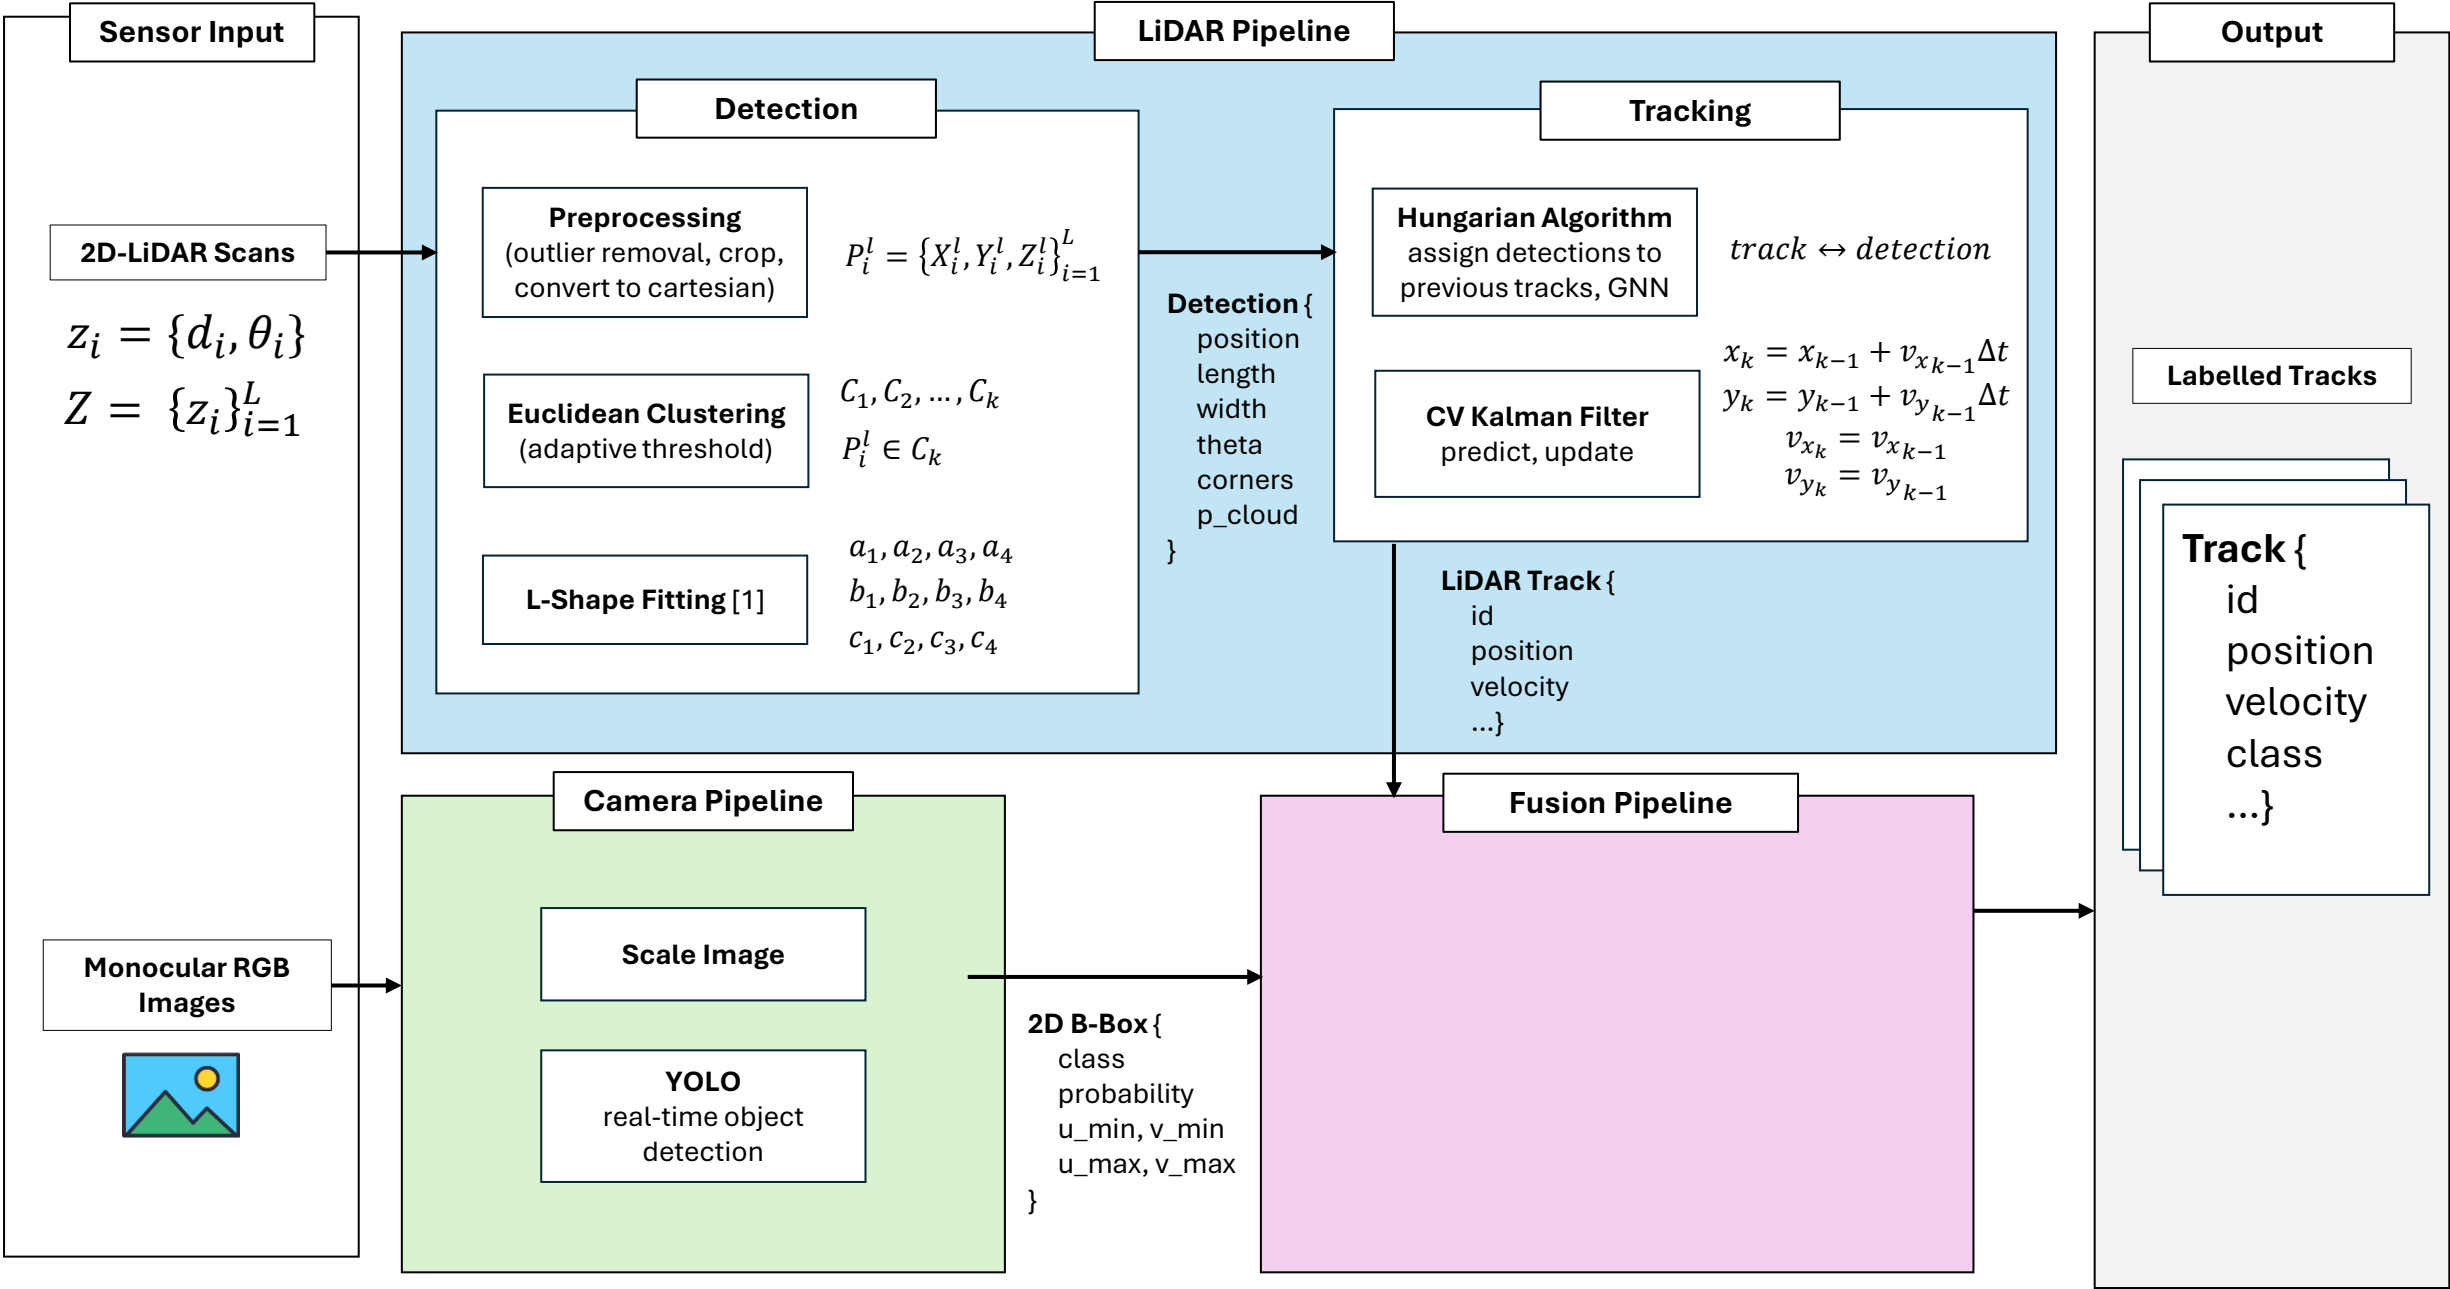 Sensor Input
2D-LiDAR Scans
z_i = {d_i, θ_i}
Z = {z_i}_{i=1}^L
Monocular RGB
Images
LiDAR Pipeline
Detection
Preprocessing
(outlier removal, crop,
convert to cartesian)
P_i^l = {X_i^l, Y_i^l, Z_i^l}_{i=1}^L
Euclidean Clustering
(adaptive threshold)
C_1, C_2, ..., C_k
P_i^l ∈ C_k
L-Shape Fitting [1]
a_1, a_2, a_3, a_4
b_1, b_2, b_3, b_4
c_1, c_2, c_3, c_4
Detection {
position
length
width
theta
corners
p_cloud
}
Tracking
Hungarian Algorithm
assign detections to
previous tracks, GNN
track ↔ detection
CV Kalman Filter
predict, update
x_k = x_{k−1} + v_{x_{k−1}}Δt
y_k = y_{k−1} + v_{y_{k−1}}Δt
v_{x_k} = v_{x_{k−1}}
v_{y_k} = v_{y_{k−1}}
LiDAR Track {
id
position
velocity
...}
Camera Pipeline
Scale Image
YOLO
real-time object
detection
2D B-Box {
class
probability
u_min, v_min
u_max, v_max
}
Fusion Pipeline
Output
Labelled Tracks
Track {
id
position
velocity
class
...}